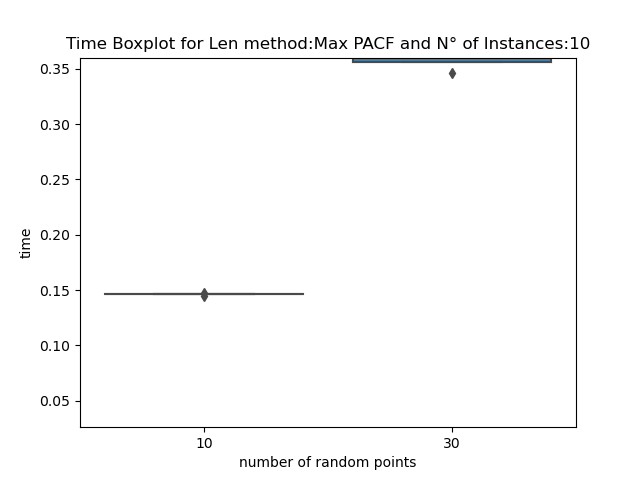 Time Boxplot for Len method:Max PACF and N° of Instances:10
0.35
0.30
0.25
0.20
0.15
0.10
0.05
time
10 30
number of random points